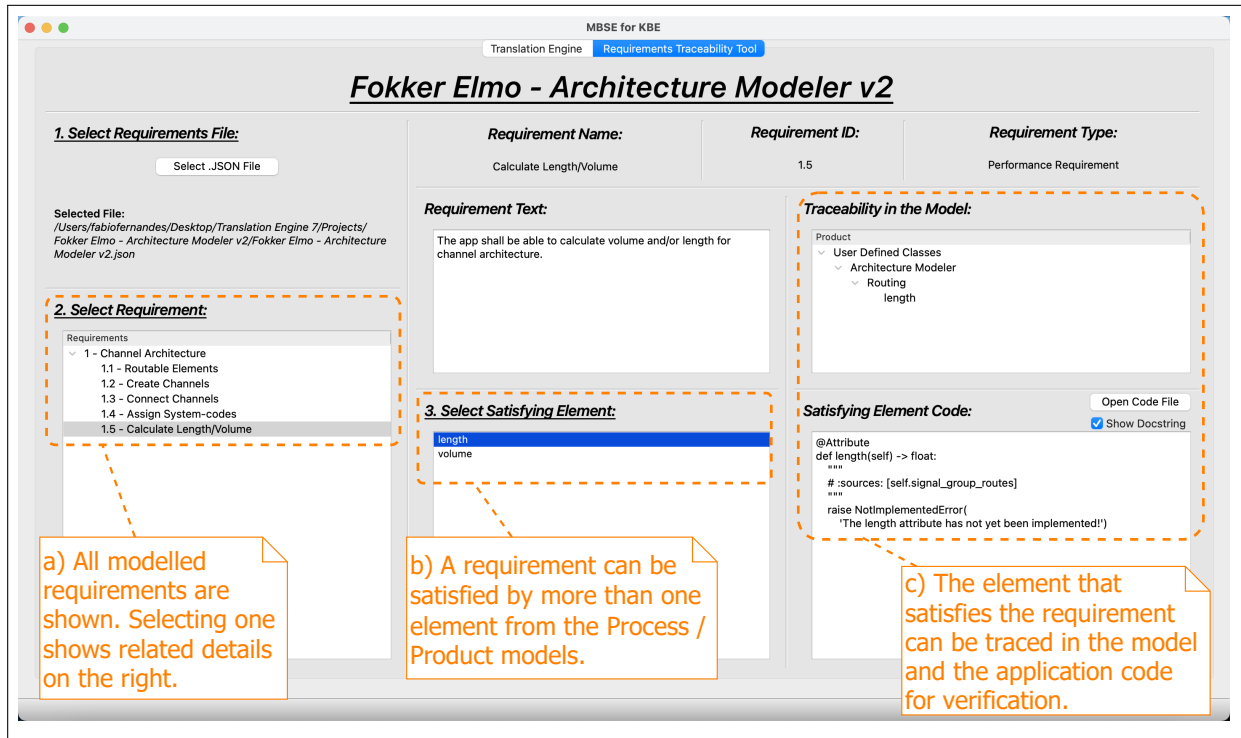 MBSE for KBE
Translation Engine
Requirements Traceability Tool
Fokker Elmo - Architecture Modeler v2
1. Select Requirements File:
Select .JSON File
Selected File:
/Users/fabiofernandes/Desktop/Translation Engine 7/Projects/
Fokker Elmo - Architecture Modeler v2/Fokker Elmo - Architecture
Modeler v2.json
Requirement Name:
Calculate Length/Volume
Requirement ID:
1.5
Requirement Type:
Performance Requirement
2. Select Requirement:
Requirements
1 - Channel Architecture
1.1 - Routable Elements
1.2 - Create Channels
1.3 - Connect Channels
1.4 - Assign System-codes
1.5 - Calculate Length/Volume
Requirement Text:
The app shall be able to calculate volume and/or length for
channel architecture.
3. Select Satisfying Element:
length
volume
Traceability in the Model:
Product
User Defined Classes
Architecture Modeler
Routing
length
Satisfying Element Code:
Open Code File
Show Docstring
@Attribute
def length(self) -> float:
"""
# :sources: [self.signal_group_routes]
"""
raise NotImplementedError(
'The length attribute has not yet been implemented!')
a) All modelled
requirements are
shown. Selecting one
shows related details
on the right.
b) A requirement can be
satisfied by more than one
element from the Process /
Product models.
c) The element that
satisfies the requirement
can be traced in the model
and the application code
for verification.